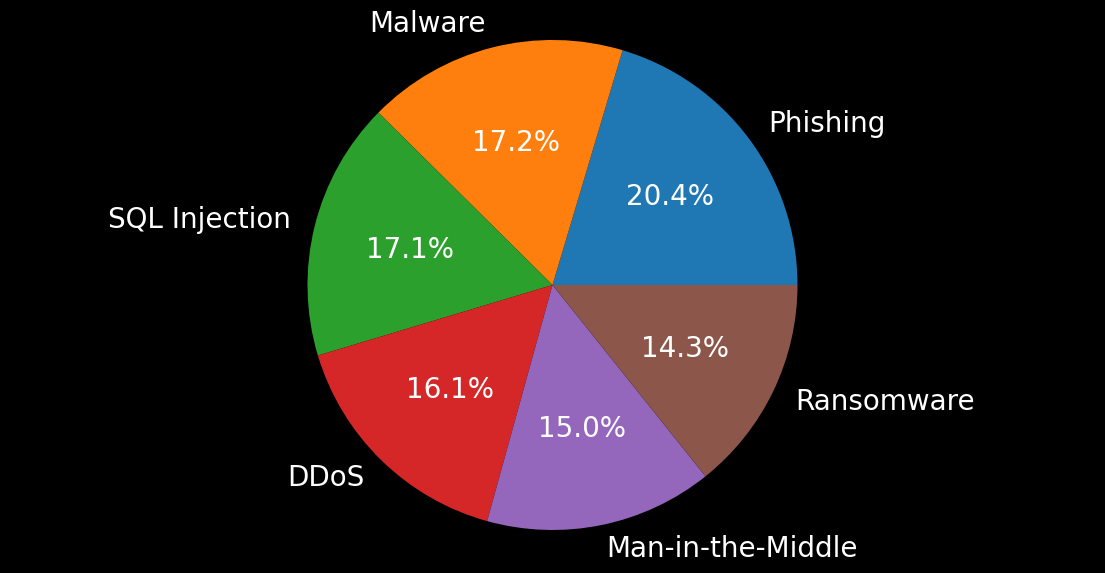 Malware
Phishing
17.2%
20.4%
SQL Injection
17.1%
14.3%
16.1%
Ransomware
15.0%
DDoS
Man-in-the-Middle